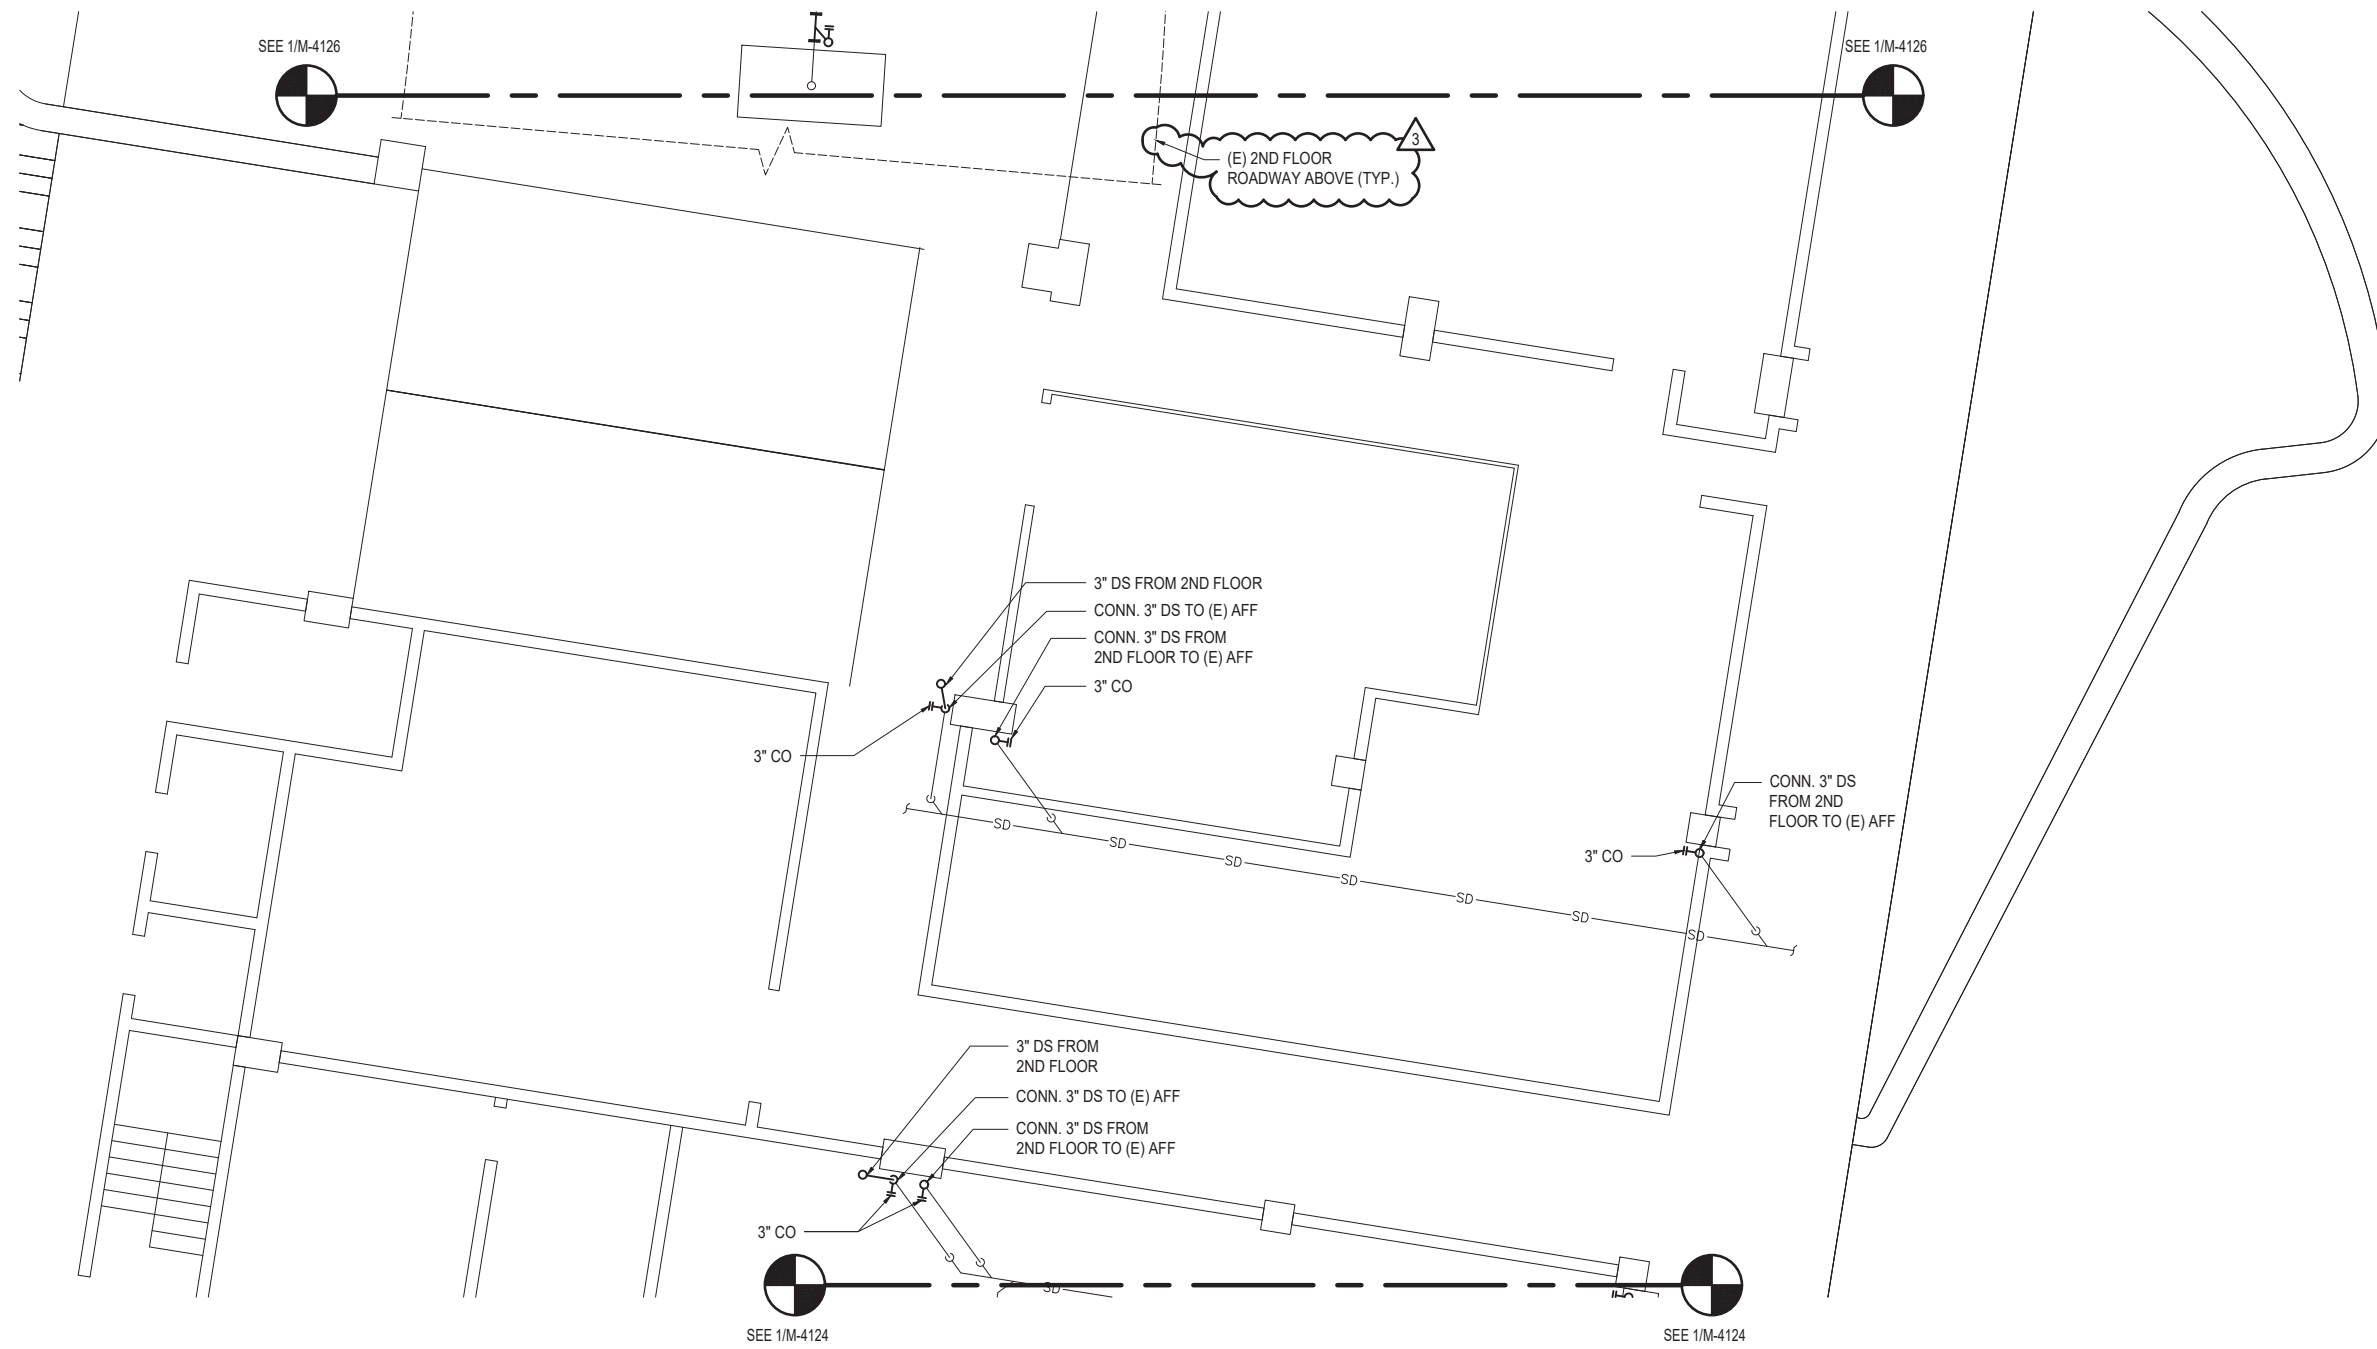 SEE 1/M-4126
SEE 1/M-4126
3
(E) 2ND FLOOR
ROADWAY ABOVE (TYP.)
3" DS FROM 2ND FLOOR
CONN. 3" DS TO (E) AFF
CONN. 3" DS FROM
2ND FLOOR TO (E) AFF
3" CO
3" CO
CONN. 3" DS
FROM 2ND
FLOOR TO (E) AFF
3" CO
SD
SD
SD
SD
SD
SD
SD
3" DS FROM
2ND FLOOR
CONN. 3" DS TO (E) AFF
CONN. 3" DS FROM
2ND FLOOR TO (E) AFF
3" CO
SD
SEE 1/M-4124
SEE 1/M-4124